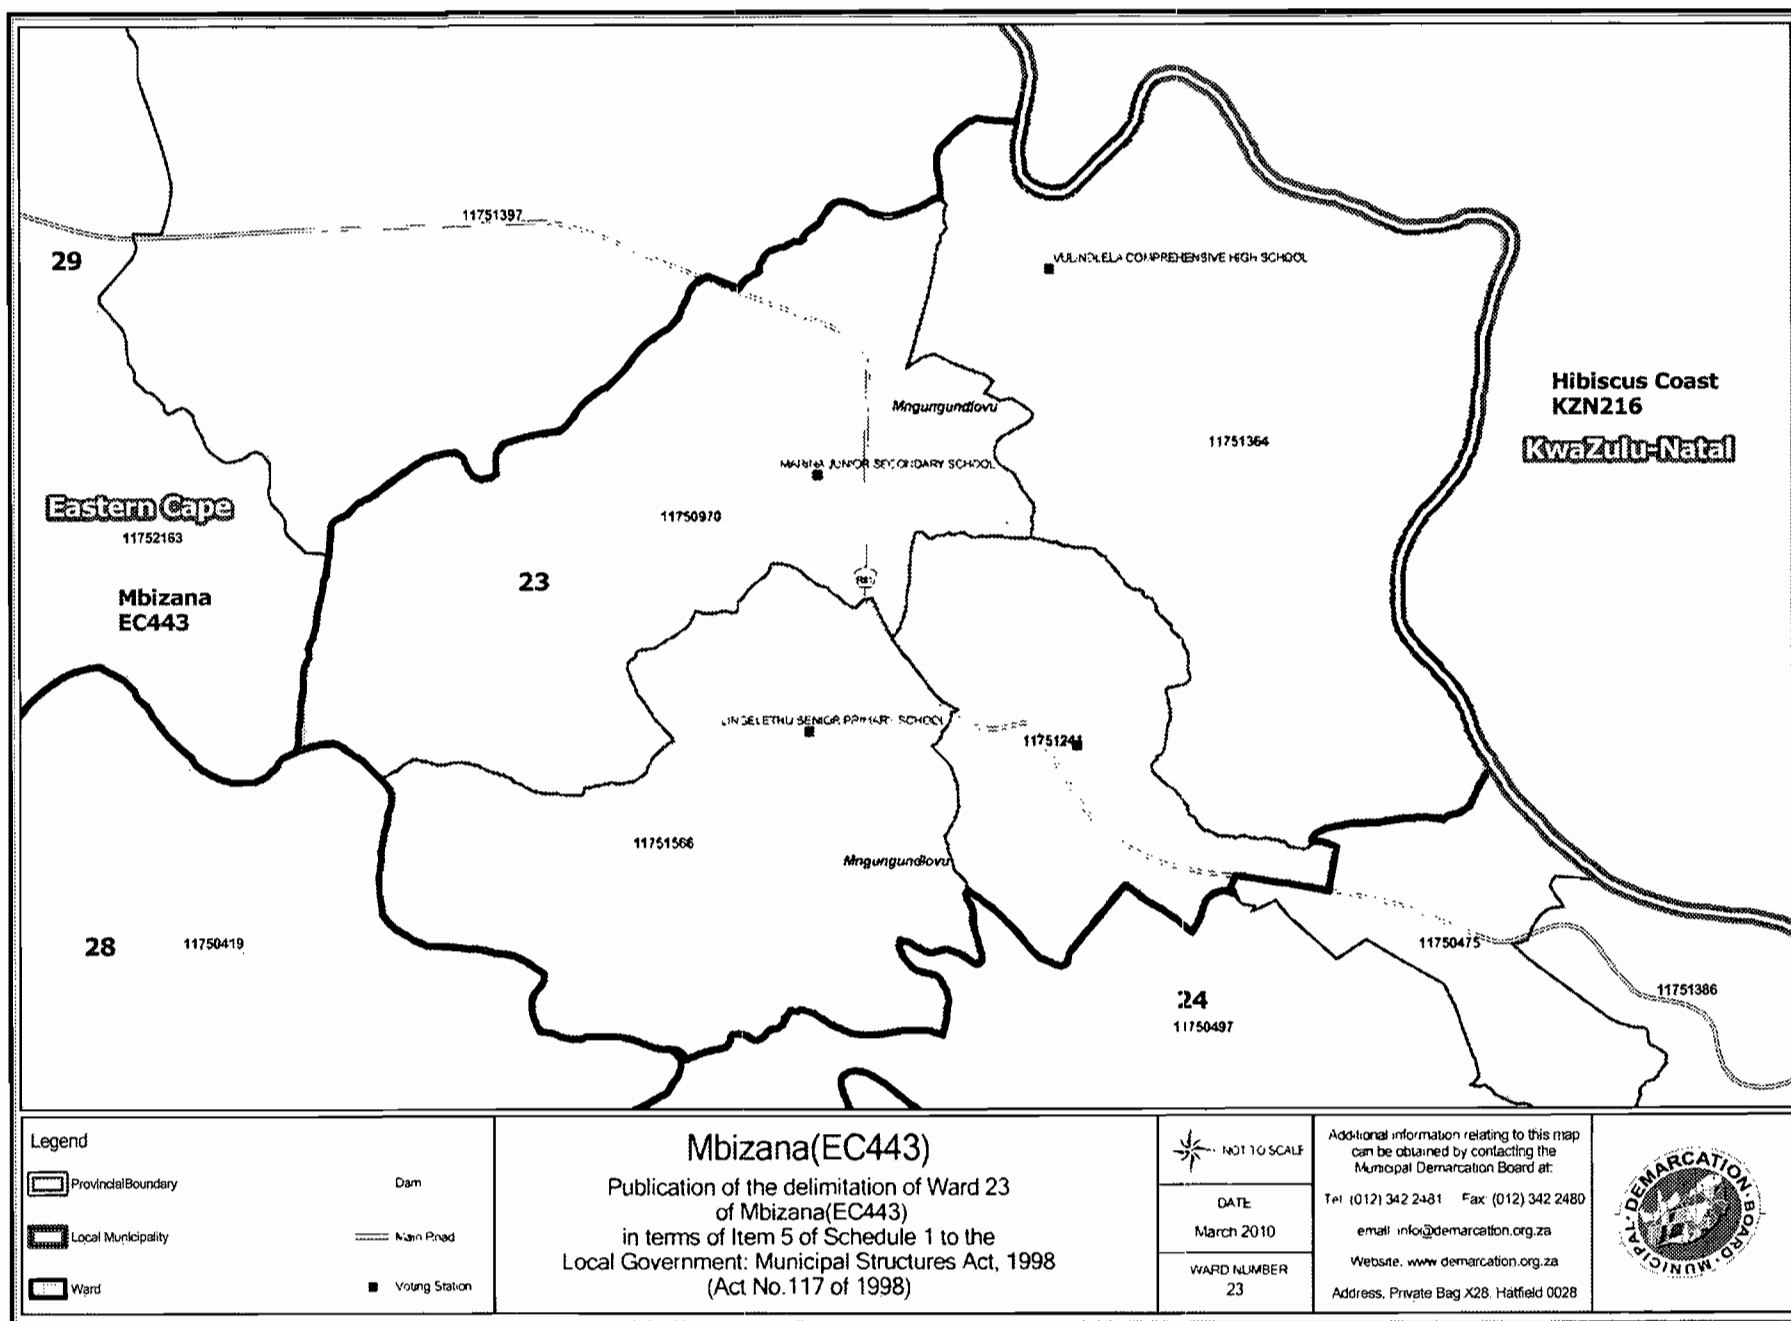 11751397
29
VULINDLELA COMPREHENSIVE HIGH SCHOOL
Hibiscus Coast
KZN216
KwaZulu-Natal
Mngungundlovu
11751364
MARINA JUNIOR SECONDARY SCHOOL
Eastern Cape
11752163
11750970
23
Mbizana
EC443
SENIOR PRIMARY SCHOOL
11751241
11751566
Mngungundlovu
28
11750419
11750475
11751386
24
11750497
Legend
Provincial Boundary
Dam
Local Municipality
Main Road
Ward
Voting Station
Mbizana(EC443)
Publication of the delimitation of Ward 23
of Mbizana(EC443)
in terms of Item 5 of Schedule 1 to the
Local Government: Municipal Structures Act, 1998
(Act No.117 of 1998)
NOT TO SCALE
DATE
March 2010
WARD NUMBER
23
Additional information relating to this map
can be obtained by contacting the
Municipal Demarcation Board at:
Tel: (012) 342 2481 Fax: (012) 342 2480
email: info@demarcation.org.za
Website: www.demarcation.org.za
Address: Private Bag X28, Hatfield 0028
MUNICIPAL DEMARCATION BOARD